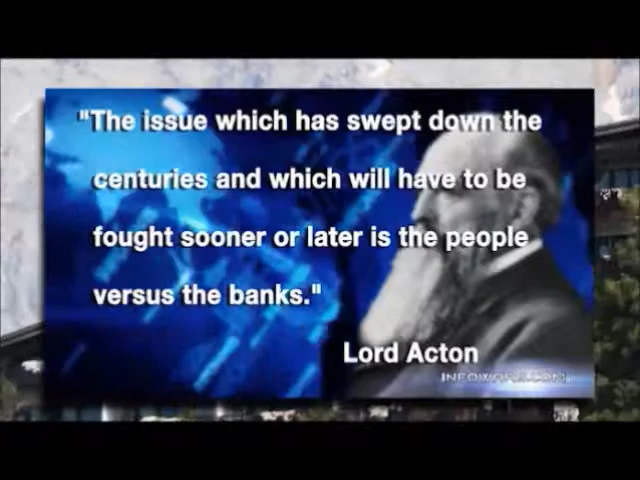 "The issue which has swept down the
centuries and which will have to be
fought sooner or later is the people
versus the banks."
Lord Acton